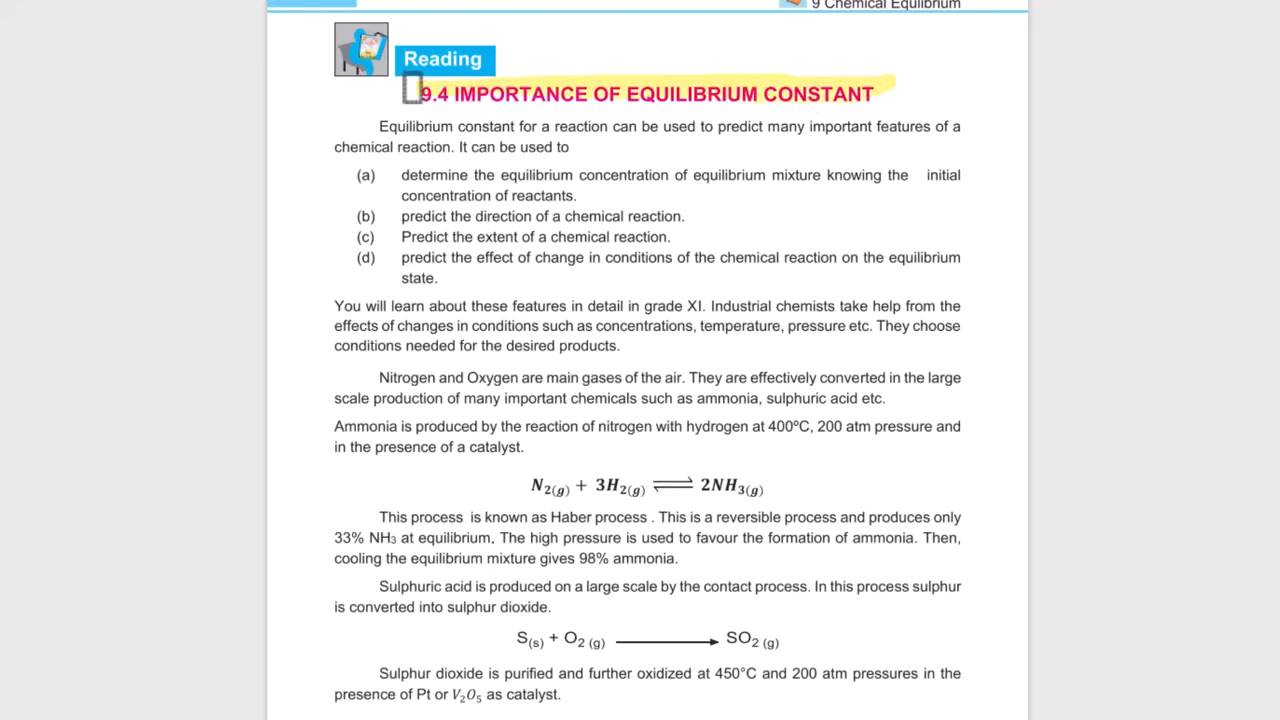 9 Chemical Equlibrium
Reading
9.4 IMPORTANCE OF EQUILIBRIUM CONSTANT
Equilibrium constant for a reaction can be used to predict many important features of a
chemical reaction. It can be used to
(a) determine the equilibrium concentration of equilibrium mixture knowing the initial
concentration of reactants.
(b) predict the direction of a chemical reaction.
(c) Predict the extent of a chemical reaction.
(d) predict the effect of change in conditions of the chemical reaction on the equilibrium
state.
You will learn about these features in detail in grade XI. Industrial chemists take help from the
effects of changes in conditions such as concentrations, temperature, pressure etc. They choose
conditions needed for the desired products.
Nitrogen and Oxygen are main gases of the air. They are effectively converted in the large
scale production of many important chemicals such as ammonia, sulphuric acid etc.
Ammonia is produced by the reaction of nitrogen with hydrogen at 400ºC, 200 atm pressure and
in the presence of a catalyst.
N₂(g) + 3H₂(g) ⇌ 2NH₃(g)
This process is known as Haber process . This is a reversible process and produces only
33% NH₃ at equilibrium. The high pressure is used to favour the formation of ammonia. Then,
cooling the equilibrium mixture gives 98% ammonia.
Sulphuric acid is produced on a large scale by the contact process. In this process sulphur
is converted into sulphur dioxide.
S(s) + O₂ (g) ⟶ SO₂ (g)
Sulphur dioxide is purified and further oxidized at 450°C and 200 atm pressures in the
presence of Pt or V₂O₅ as catalyst.